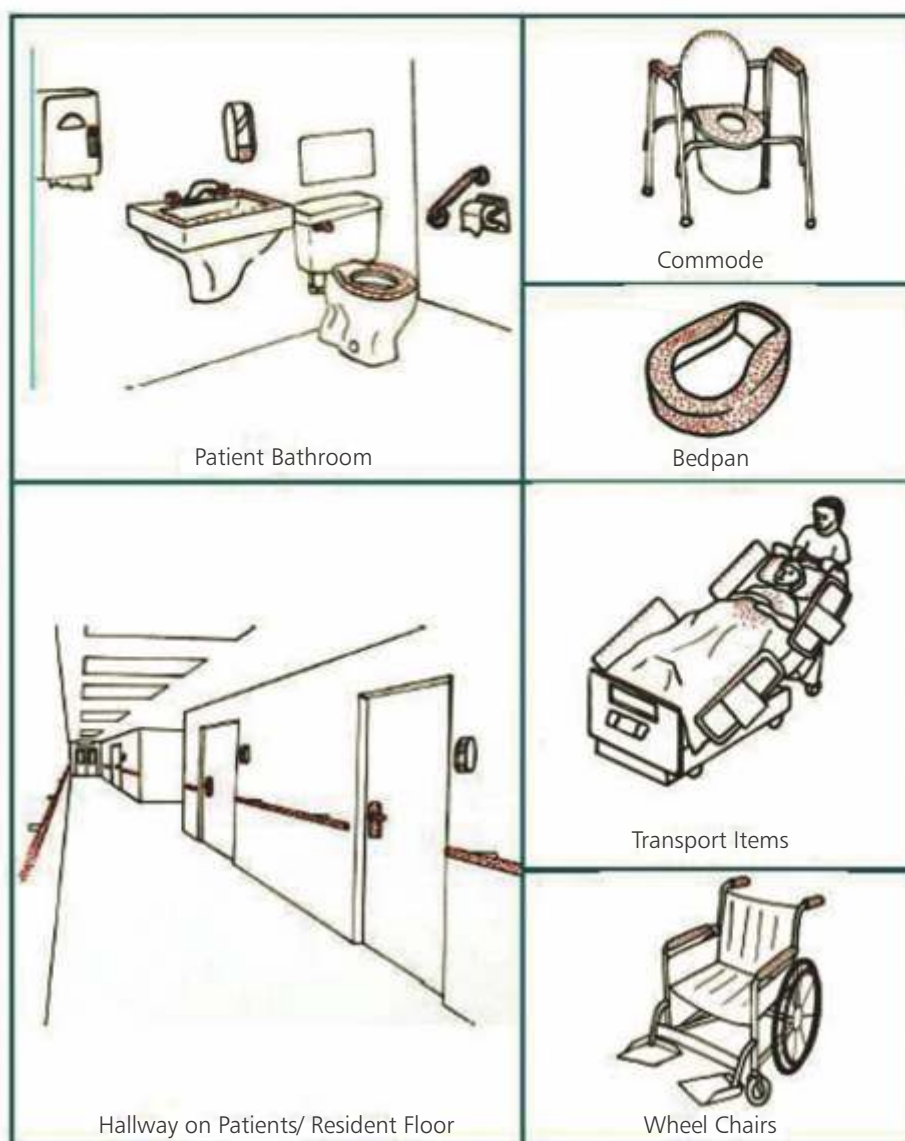 Patient Bathroom
Commode
Bedpan
Hallway on Patients/ Resident Floor
Transport Items
Wheel Chairs